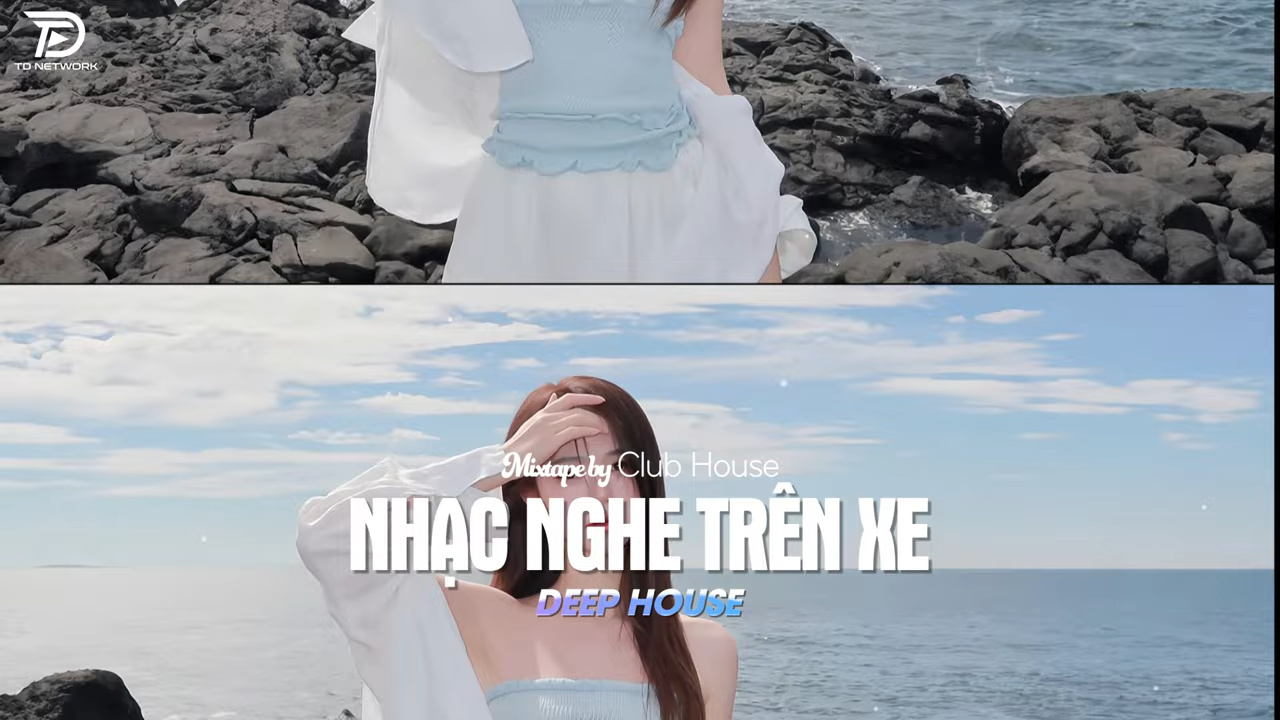 TD NETWORK
Mixtape by Club House
NHẠC NGHE TRÊN XE
DEEP HOUSE